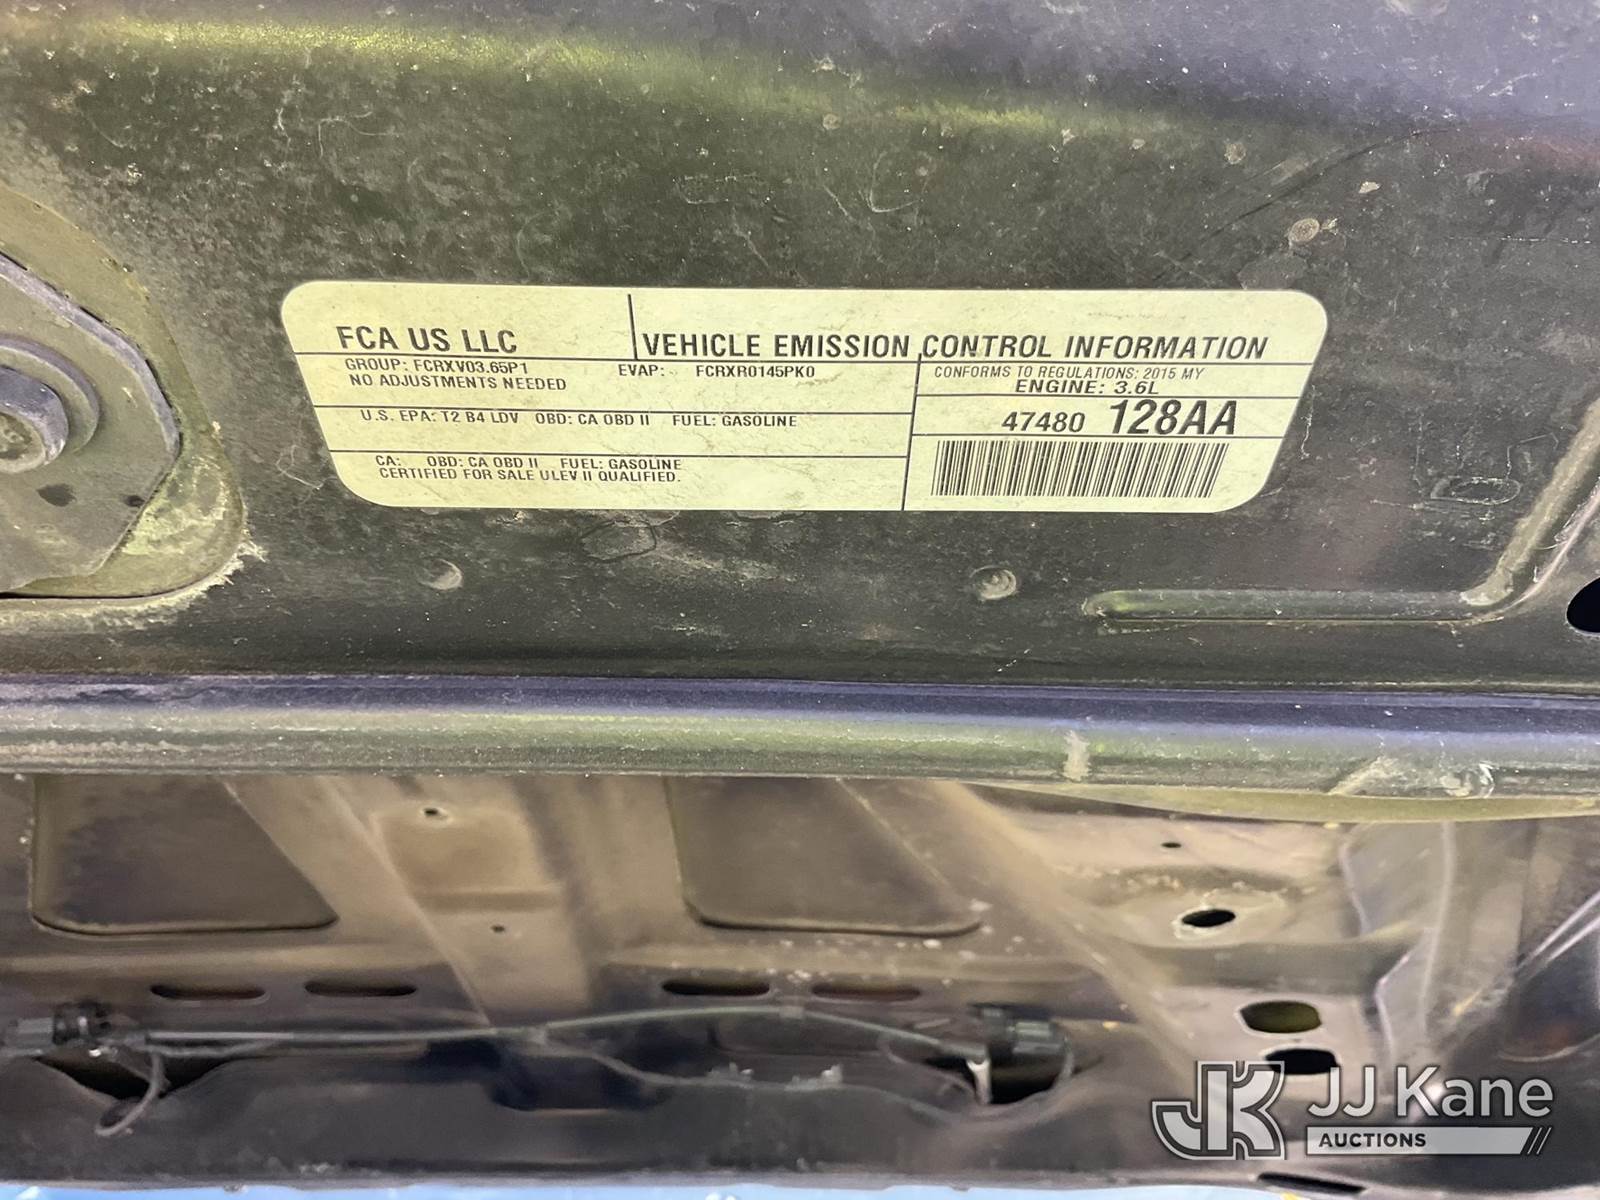 FCA US LLC
VEHICLE EMISSION CONTROL INFORMATION
GROUP: FCRXV03.65P1 EVAP: FCRXR0145PK0
NO ADJUSTMENTS NEEDED
CONFORMS TO REGULATIONS: 2015 MY
ENGINE: 3.6L
U.S. EPA: T2 B4 LDV OBD: CA OBD II FUEL: GASOLINE
47480 128AA
CA: OBD: CA OBD II FUEL: GASOLINE
CERTIFIED FOR SALE ULEV II QUALIFIED.
JK JJ Kane
AUCTIONS